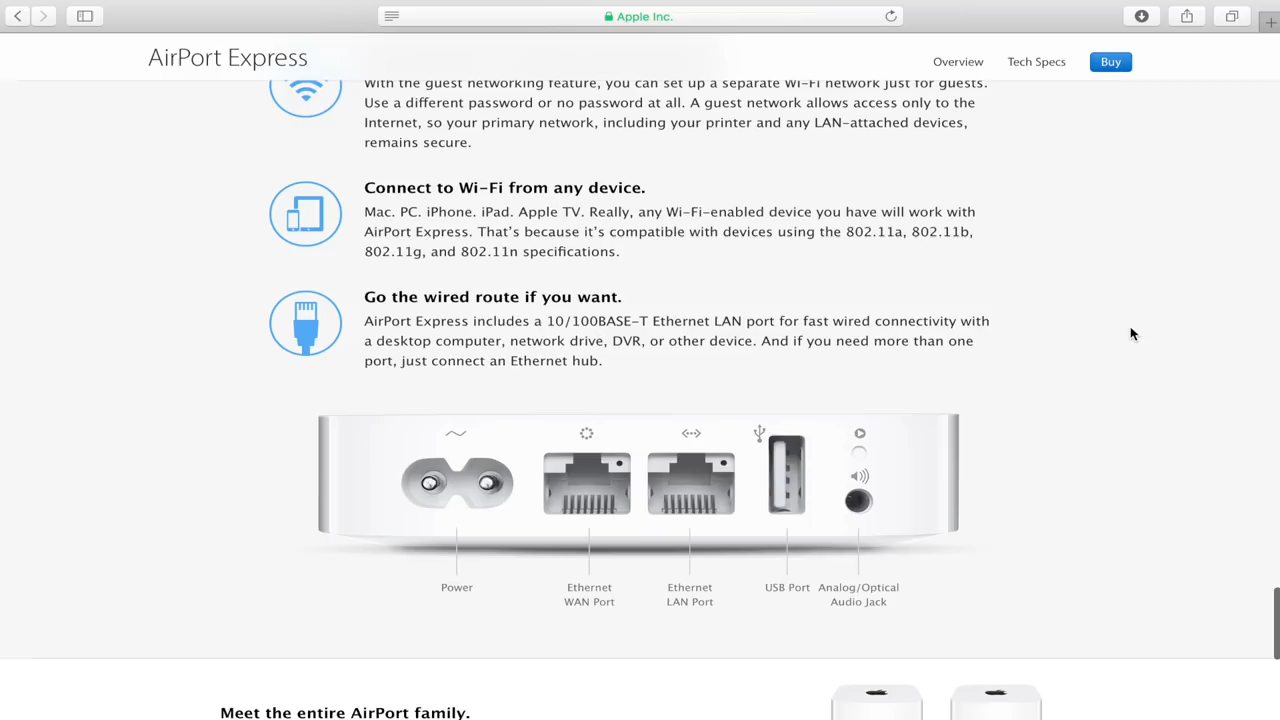 Apple Inc.
AirPort Express
Overview
Tech Specs
Buy
With the guest networking feature, you can set up a separate Wi-Fi network just for guests.
Use a different password or no password at all. A guest network allows access only to the
Internet, so your primary network, including your printer and any LAN-attached devices,
remains secure.
Connect to Wi-Fi from any device.
Mac. PC. iPhone. iPad. Apple TV. Really, any Wi-Fi-enabled device you have will work with
AirPort Express. That's because it's compatible with devices using the 802.11a, 802.11b,
802.11g, and 802.11n specifications.
Go the wired route if you want.
AirPort Express includes a 10/100BASE-T Ethernet LAN port for fast wired connectivity with
a desktop computer, network drive, DVR, or other device. And if you need more than one
port, just connect an Ethernet hub.
Power
Ethernet
WAN Port
Ethernet
LAN Port
USB Port
Analog/Optical
Audio Jack
Meet the entire AirPort family.